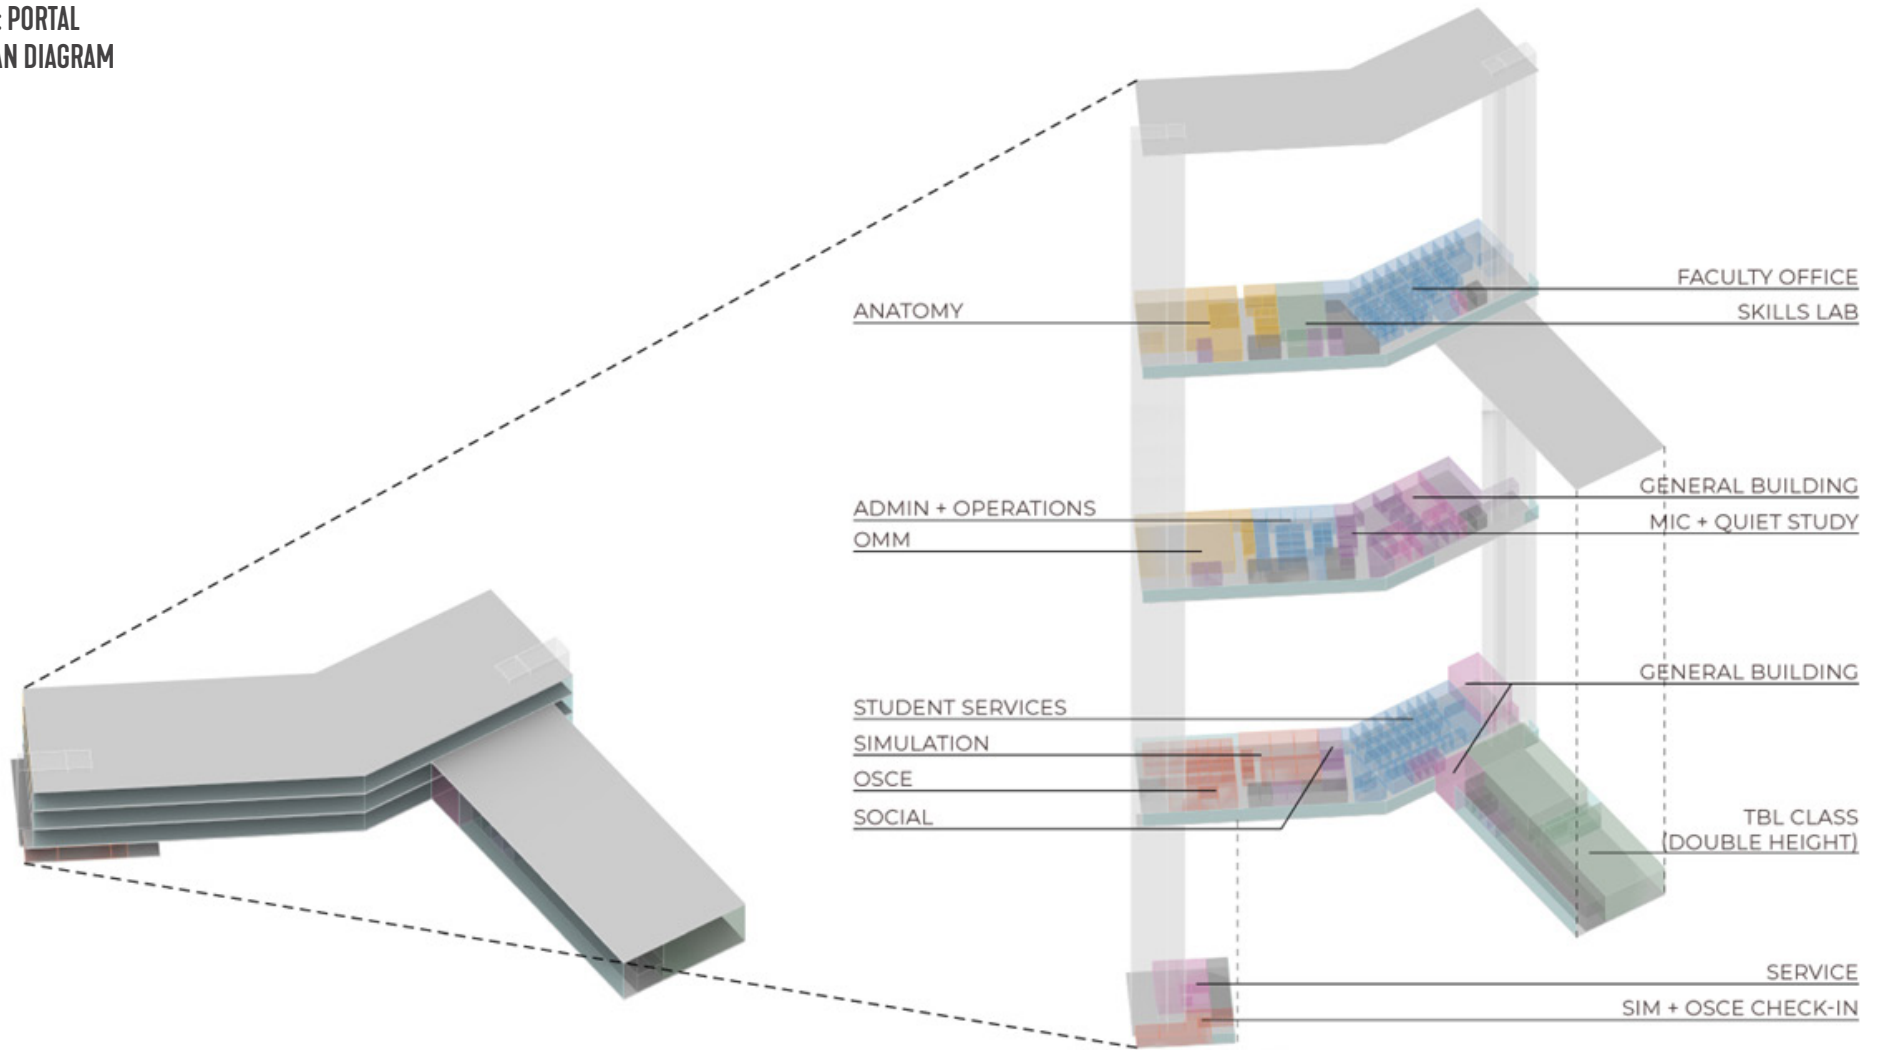 : PORTAL
AN DIAGRAM
FACULTY OFFICE
ANATOMY
SKILLS LAB
GENERAL BUILDING
ADMIN + OPERATIONS
MIC + QUIET STUDY
OMM
GENERAL BUILDING
STUDENT SERVICES
SIMULATION
OSCE
SOCIAL
TBL CLASS
(DOUBLE HEIGHT)
SERVICE
SIM + OSCE CHECK-IN